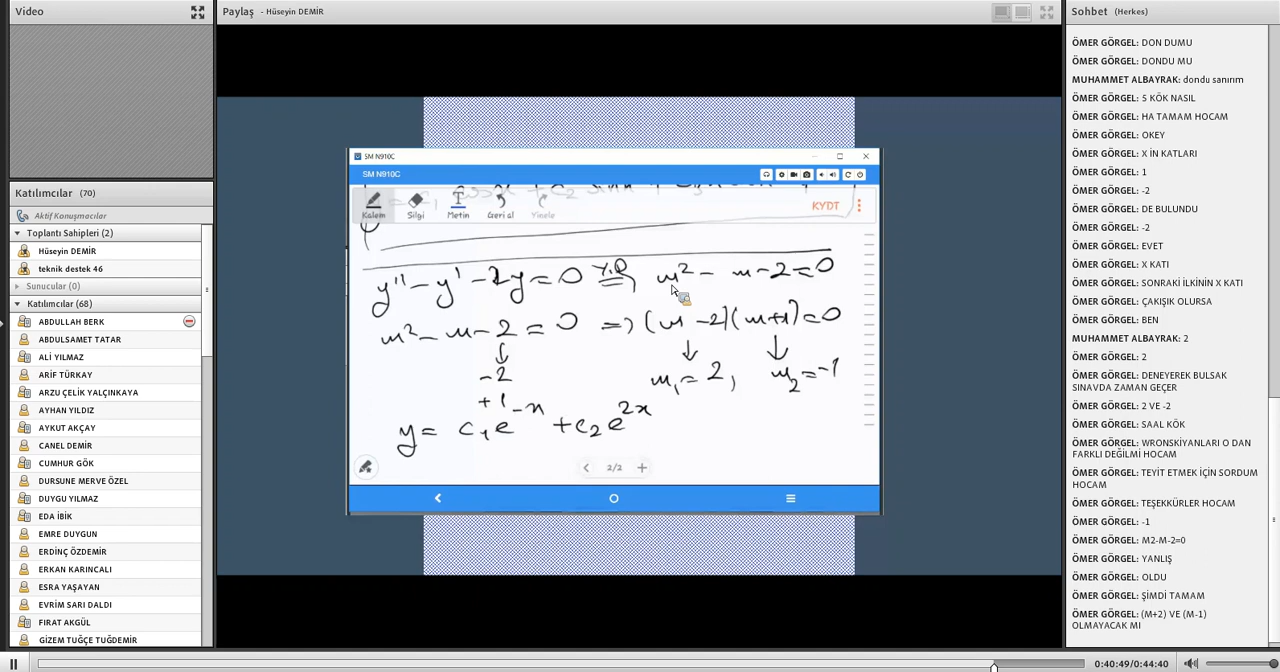 Video
Katılımcılar (70)
Aktif Konuşmacılar
Toplantı Sahipleri (2)
Hüseyin DEMİR
teknik destek 46
Sunucular (0)
Katılımcılar (68)
ABDULLAH BERK
ABDULSAMET TATAR
ALİ YILMAZ
ARİF TÜRKAY
ARZU ÇELİK YALÇINKAYA
AYHAN YILDIZ
AYKUT AKÇAY
CANEL DEMİR
CUMHUR GÖK
DURSUNE MERVE ÖZEL
DUYGU YILMAZ
EDA İBİK
EMRE DUYGUN
ERDİNÇ ÖZDEMİR
ERKAN KARINCALI
ESRA YAŞAYAN
EVRİM SARI DALDI
FIRAT AKGÜL
GİZEM TUĞÇE TUĞDEMİR
Paylaş - Hüseyin DEMİR
SM N910C
SM N910C
Kalem Silgi Metin Geri al Yinele KYDT
y'' - y' - 2y = 0 m² - m - 2 = 0
m² - m - 2 = 0 => (m - 2)(m + 1) = 0
-2 m₁ = 2, m₂ = -1
+1
y = c₁e⁻ˣ + c₂e²ˣ
2/2
Sohbet (Herkes)
ÖMER GÖRGEL: DON DUMU
ÖMER GÖRGEL: DONDU MU
MUHAMMET ALBAYRAK: dondu sanırım
ÖMER GÖRGEL: 5 KÖK NASIL
ÖMER GÖRGEL: HA TAMAM HOCAM
ÖMER GÖRGEL: OKEY
ÖMER GÖRGEL: X İN KATLARI
ÖMER GÖRGEL: 1
ÖMER GÖRGEL: -2
ÖMER GÖRGEL: DE BULUNDU
ÖMER GÖRGEL: -2
ÖMER GÖRGEL: EVET
ÖMER GÖRGEL: X KATI
ÖMER GÖRGEL: SONRAKİ İLKİNİN X KATI
ÖMER GÖRGEL: ÇAKIŞIK OLURSA
ÖMER GÖRGEL: BEN
MUHAMMET ALBAYRAK: 2
ÖMER GÖRGEL: 2
ÖMER GÖRGEL: DENEYEREK BULSAK
SINAVDA ZAMAN GEÇER
ÖMER GÖRGEL: 2 VE -2
ÖMER GÖRGEL: SAAL KÖK
ÖMER GÖRGEL: WRONSKİYANLARI O DAN
FARKLI DEĞİLMİ HOCAM
ÖMER GÖRGEL: TEYİT ETMEK İÇİN SORDUM
HOCAM
ÖMER GÖRGEL: TEŞEKKÜRLER HOCAM
ÖMER GÖRGEL: -1
ÖMER GÖRGEL: M2-M-2=0
ÖMER GÖRGEL: YANLIŞ
ÖMER GÖRGEL: OLDU
ÖMER GÖRGEL: ŞİMDİ TAMAM
ÖMER GÖRGEL: (M+2) VE (M-1)
OLMAYACAK MI
0:40:49/0:44:40